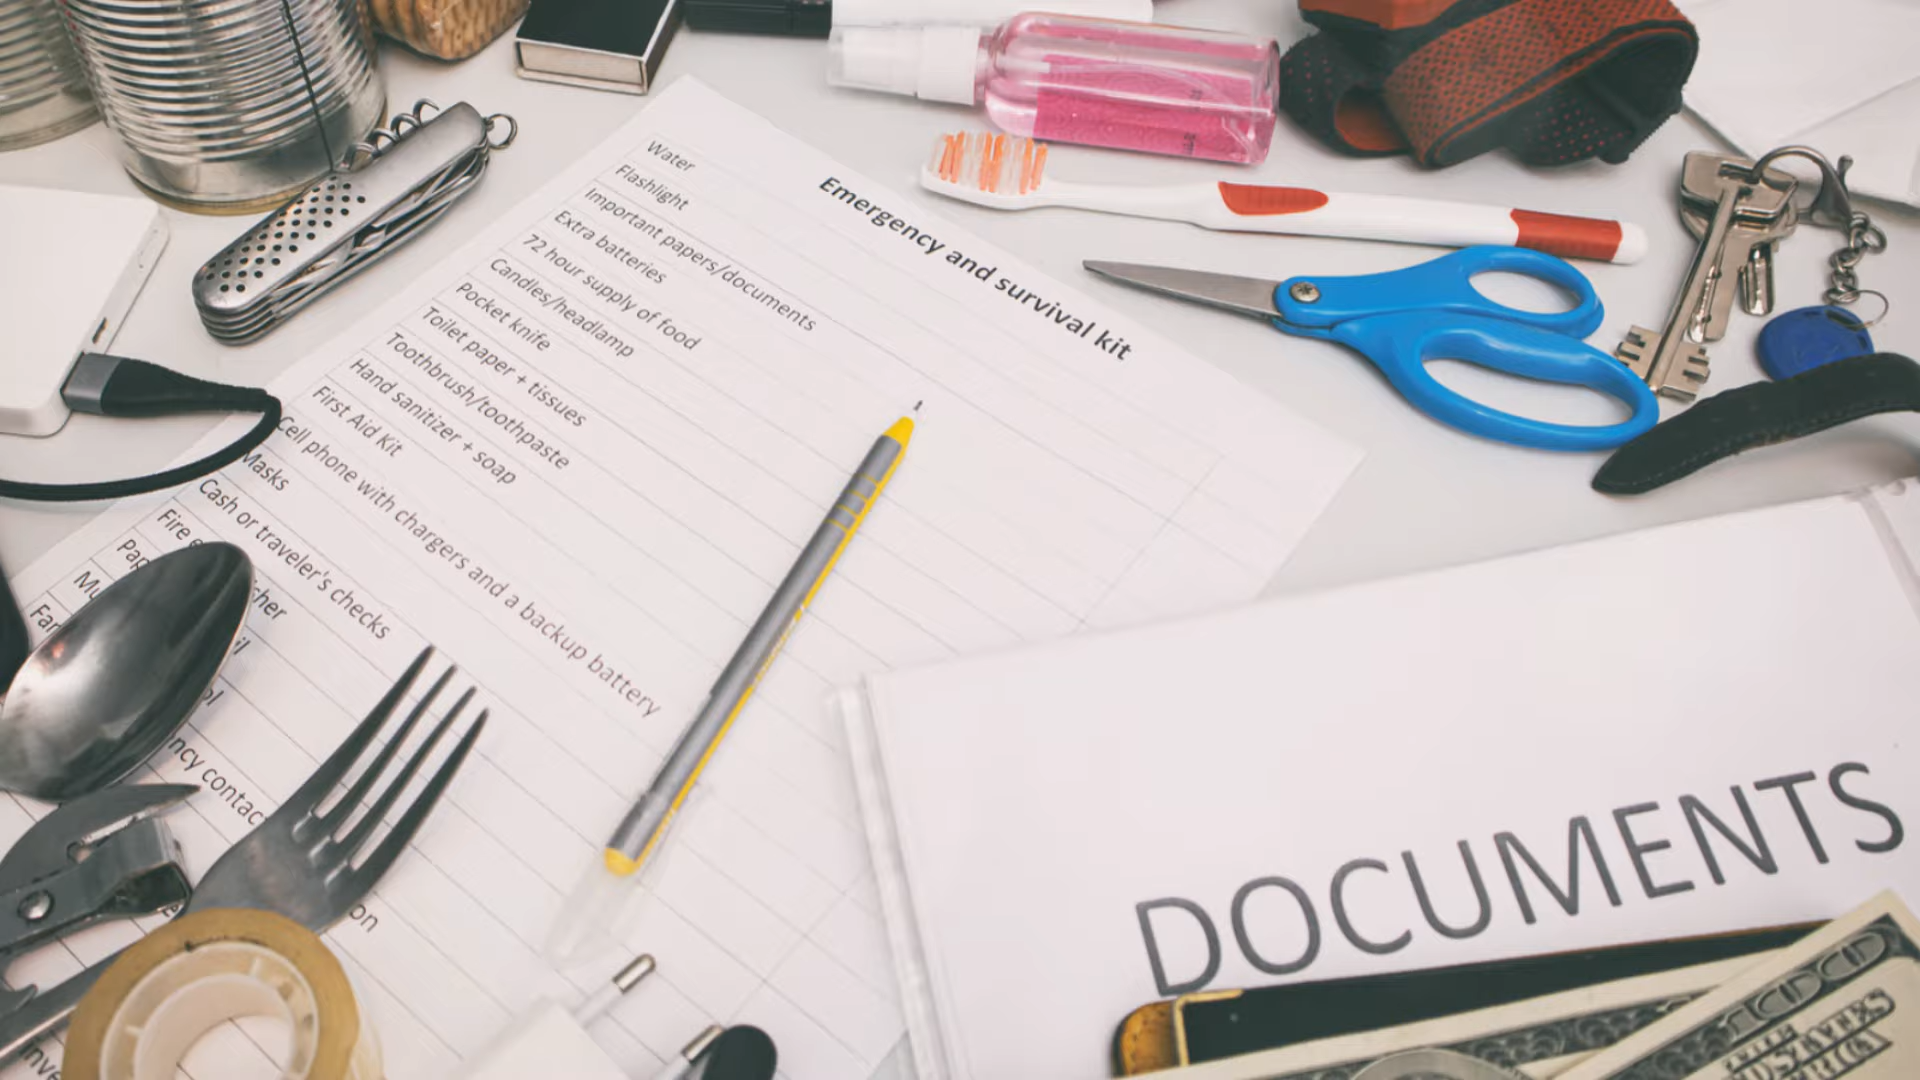 Emergency and survival kit
Water
Flashlight
Important papers/documents
Extra batteries
72 hour supply of food
Candles/headlamp
Pocket knife
Toilet paper + tissues
Toothbrush/toothpaste
Hand sanitizer + soap
First Aid Kit
Cell phone with chargers and a backup battery
Masks
Cash or traveler's checks
Fire
DOCUMENTS
100